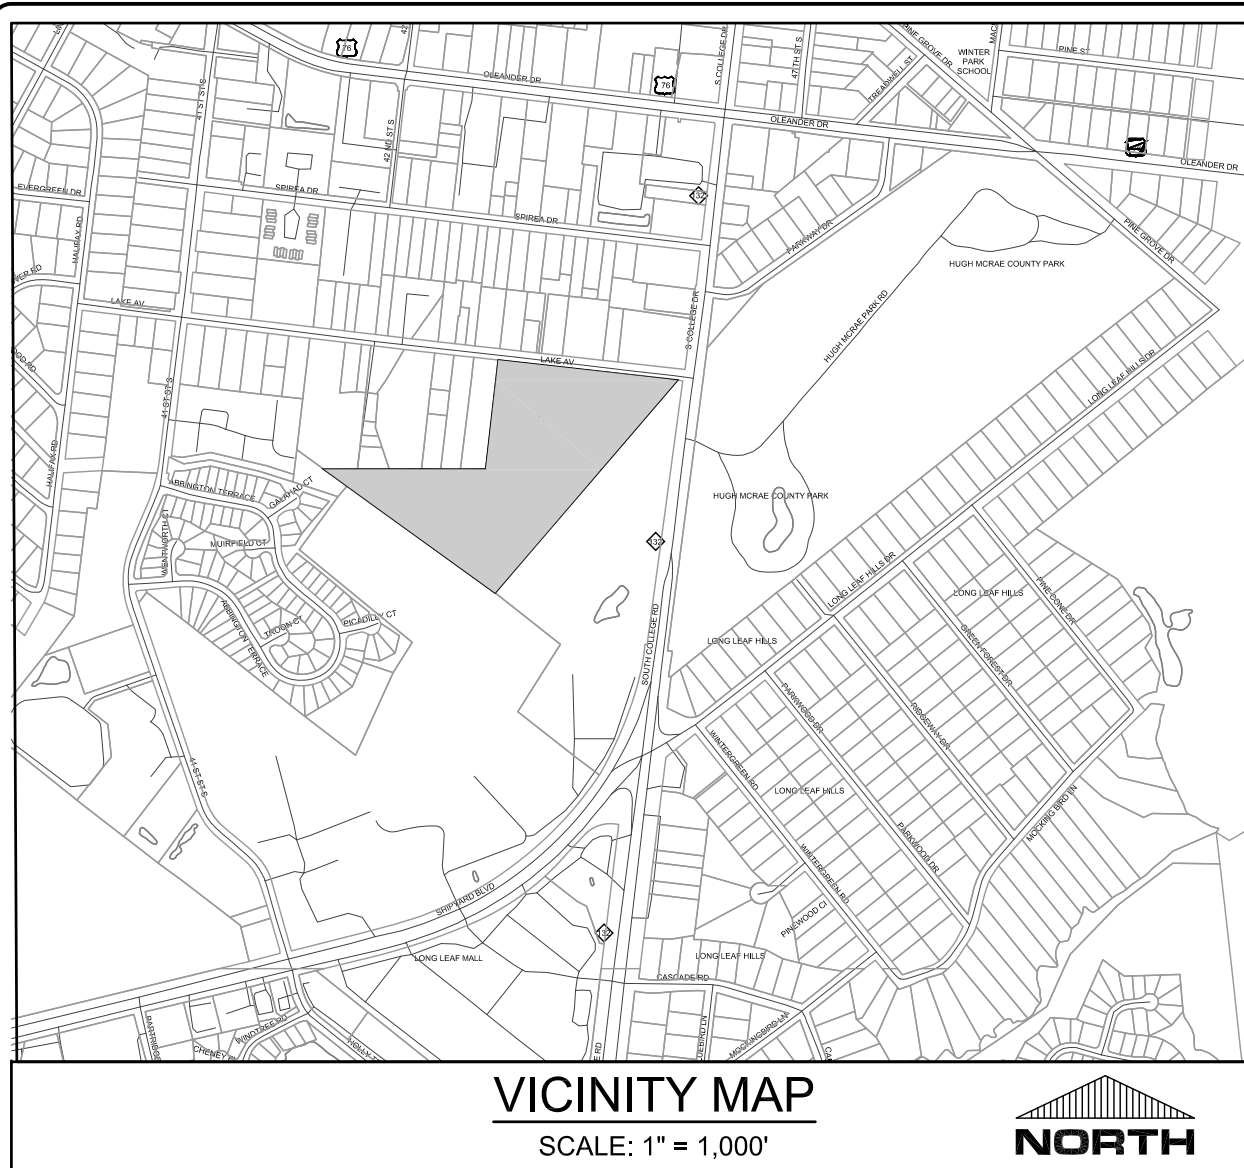 76
OLEANDER DR
76
S COLLEGE DR
47TH ST S
TREADWELL ST
WINTER
PARK
SCHOOL
PINE ST
41 ST ST S
42 ND ST S
OLEANDER DR
OLEANDER DR
EVERGREEN DR
HALIFAX RD
SPIREA DR
SPIREA DR
132
PARKWAY DR
PINE GROVE DR
HUGH MCRAE COUNTY PARK
LAKE AV
S COLLEGE DR
HUGH MCRAE PARK RD
LAKE AV
LONG LEAF HILLS DR
41 ST ST S
HALIFAX RD
ABBINGTON TERRACE
GALAHAD CT
HUGH MCRAE COUNTY PARK
WENTWORTH CT
MUIRFIELD CT
132
LONG LEAF HILLS DR
LONG LEAF HILLS
PINE CONE DR
ABBINGTON TERRACE
TROON CT
PICADILLY CT
SOUTH COLLEGE RD
LONG LEAF HILLS
GREEN FOREST DR
PARKWOOD DR
RIDGEWAY DR
WINTERGREEN RD
41 ST ST S
LONG LEAF HILLS
MOCKING BIRD LN
PARKWOOD DR
WINTERGREEN RD
SHIPYARD BLVD
PINEWOOD CI
132
LONG LEAF MALL
LONG LEAF HILLS
CASCADE RD
WINDTREE RD
MOCKINGBIRD LN
VICINITY MAP
SCALE: 1" = 1,000'
NORTH